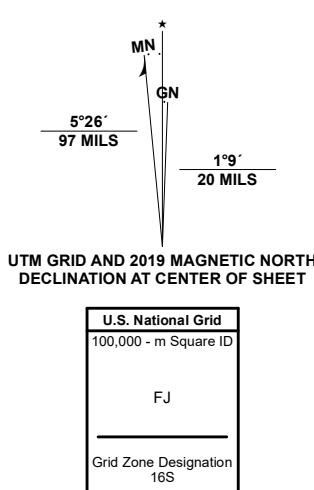 ★
MN
GN
5°26´
97 MILS
1°9´
20 MILS
UTM GRID AND 2019 MAGNETIC NORTH
DECLINATION AT CENTER OF SHEET
U.S. National Grid
100,000 - m Square ID
FJ
Grid Zone Designation
16S